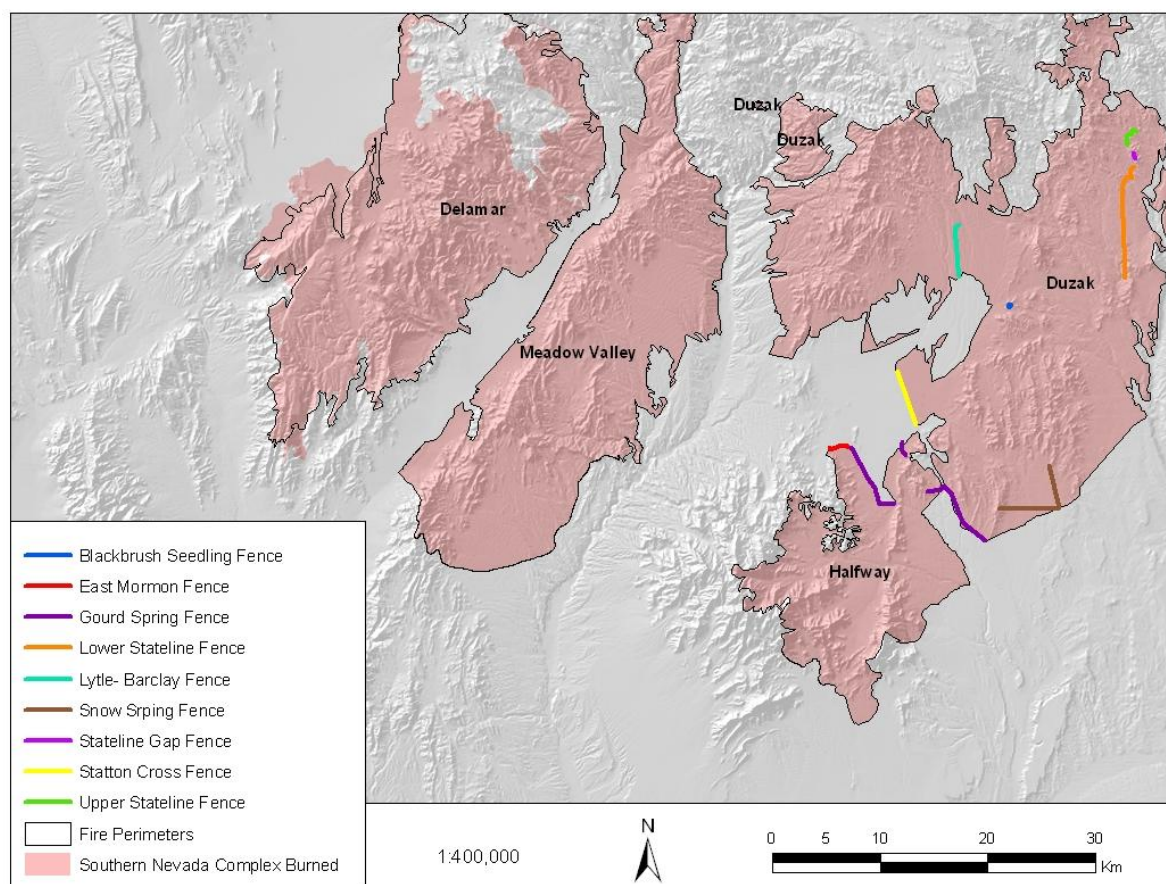 Duzak
Duzak
Delamar
Duzak
Meadow Valley
Halfway
Blackbrush Seedling Fence
East Mormon Fence
Gourd Spring Fence
Lower Stateline Fence
Lytle- Barclay Fence
Snow Srping Fence
Stateline Gap Fence
Statton Cross Fence
Upper Stateline Fence
Fire Perimeters
Southern Nevada Complex Burned
1:400,000
N
0 10 20 30
Km